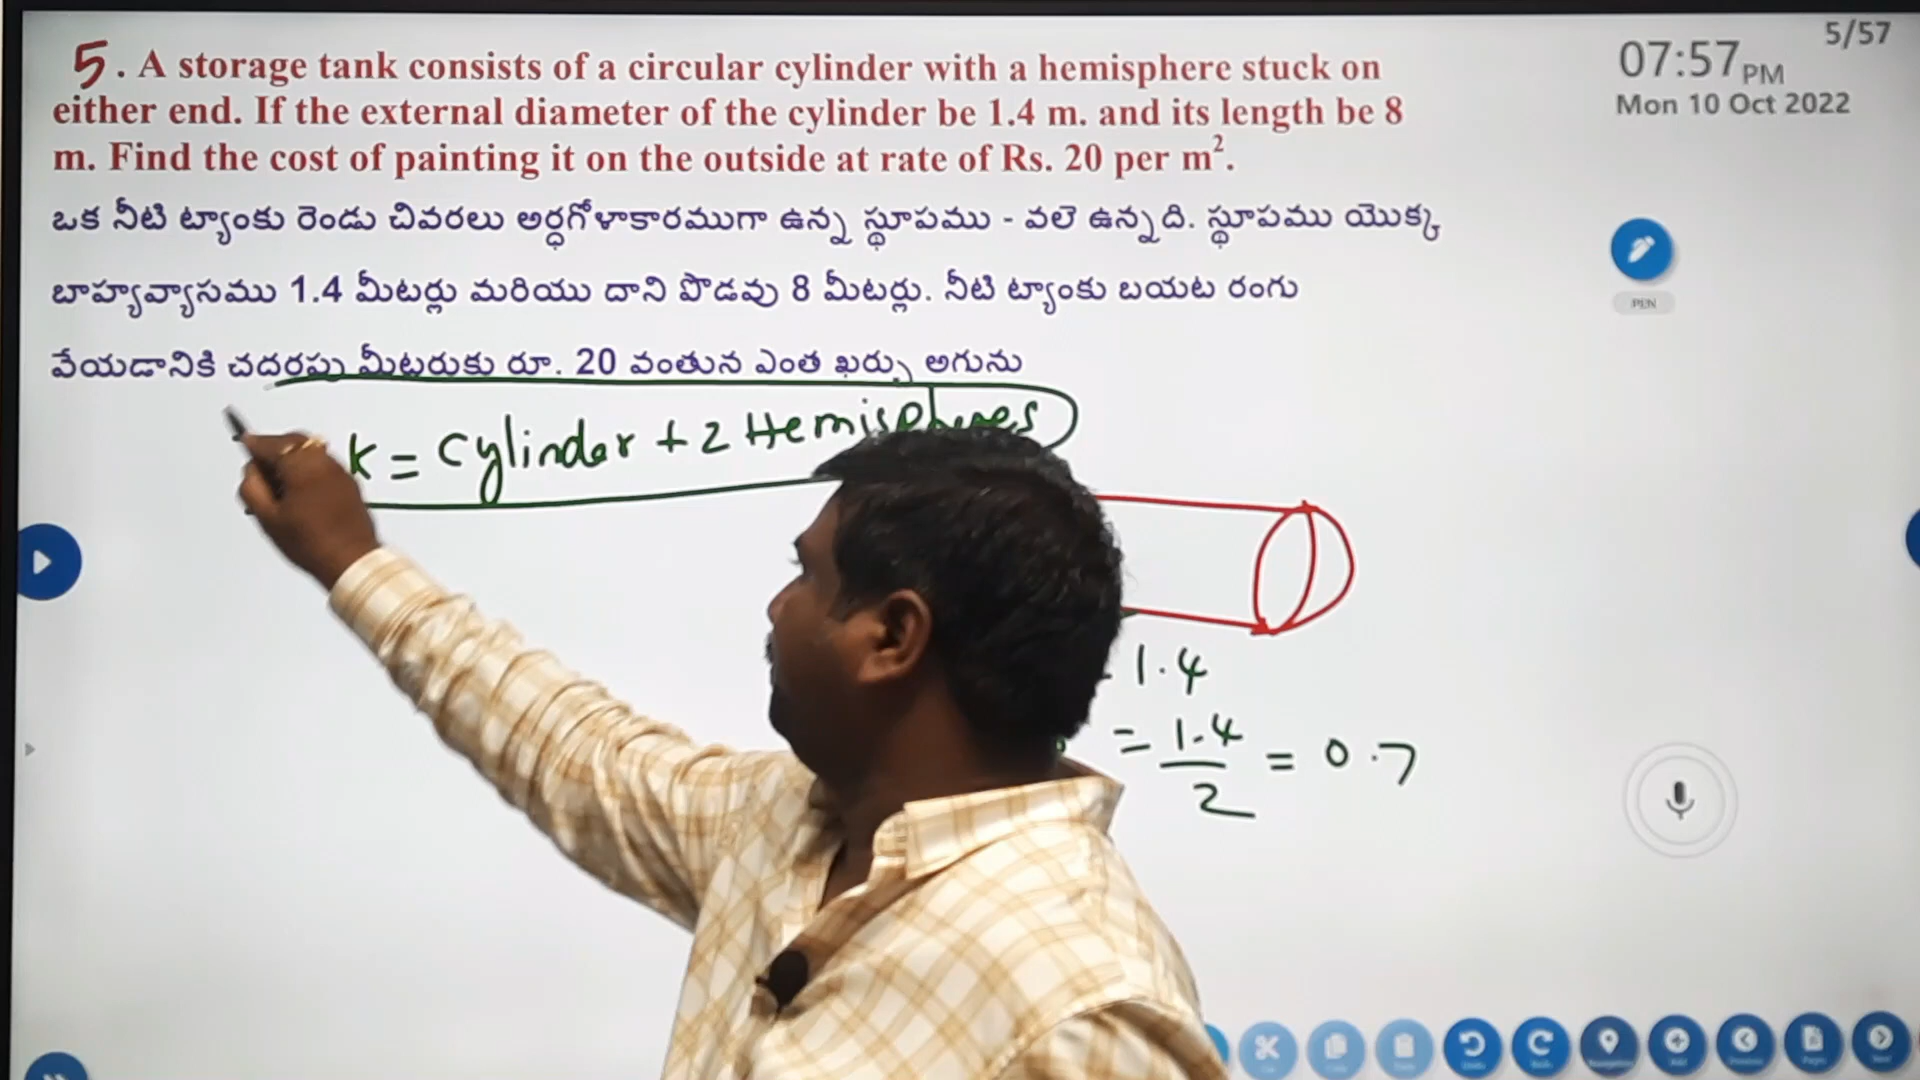 5/57
07:57 PM
Mon 10 Oct 2022
5. A storage tank consists of a circular cylinder with a hemisphere stuck on
either end. If the external diameter of the cylinder be 1.4 m. and its length be 8
m. Find the cost of painting it on the outside at rate of Rs. 20 per m².
ఒక నీటి ట్యాంకు రెండు చివరలు అర్ధగోళాకారముగా ఉన్న స్థూపము - వలె ఉన్నది. స్థూపము యొక్క
బాహ్యవ్యాసము 1.4 మీటర్లు మరియు దాని పొడవు 8 మీటర్లు. నీటి ట్యాంకు బయట రంగు
వేయడానికి చదరపు మీటరుకు రూ. 20 వంతున ఎంత ఖర్చు అగును
PEN
k = Cylinder + 2 Hemispheres
1.4
= 1.4/2 = 0.7